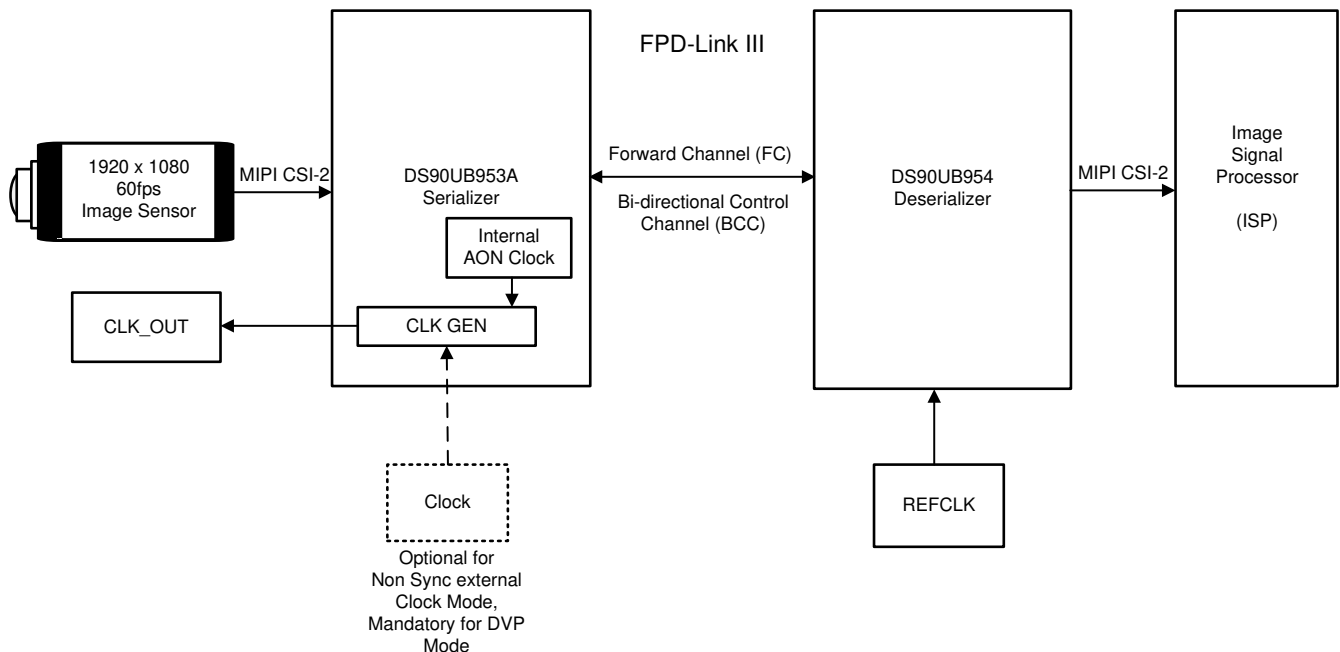 FPD-Link III
1920 x 1080
60fps
Image Sensor
MIPI CSI-2
DS90UB953A
Serializer
Internal
AON Clock
CLK GEN
CLK_OUT
Clock
Optional for
Non Sync external
Clock Mode,
Mandatory for DVP
Mode
Forward Channel (FC)
Bi-directional Control
Channel (BCC)
DS90UB954
Deserializer
REFCLK
MIPI CSI-2
Image
Signal
Processor
(ISP)